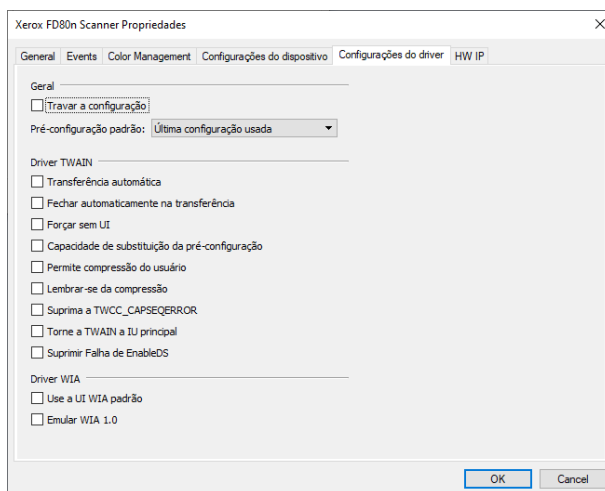 Xerox FD80n Scanner Propriedades
General Events Color Management Configurações do dispositivo Configurações do driver HW IP
Geral
Travar a configuração
Pré-configuração padrão: Última configuração usada
Driver TWAIN
Transferência automática
Fechar automaticamente na transferência
Forçar sem UI
Capacidade de substituição da pré-configuração
Permite compressão do usuário
Lembrar-se da compressão
Suprima a TWCC_CAPSEQERROR
Torne a TWAIN a IU principal
Suprimir Falha de EnableDS
Driver WIA
Use a UI WIA padrão
Emular WIA 1.0
OK Cancel